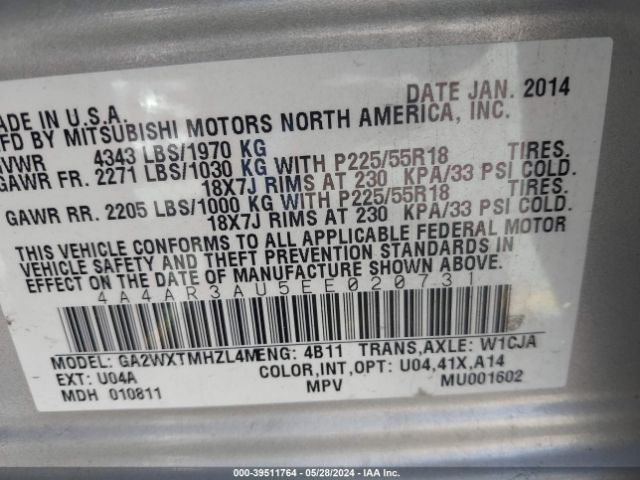 DATE JAN. 2014
MADE IN U.S.A.
MFD BY MITSUBISHI MOTORS NORTH AMERICA, INC.
GVWR 4343 LBS/1970 KG
GAWR FR. 2271 LBS/1030 KG WITH P225/55R18 TIRES,
18X7J RIMS AT 230 KPA/33 PSI COLD.
GAWR RR. 2205 LBS/1000 KG WITH P225/55R18 TIRES,
18X7J RIMS AT 230 KPA/33 PSI COLD.
THIS VEHICLE CONFORMS TO ALL APPLICABLE FEDERAL MOTOR
VEHICLE SAFETY AND THEFT PREVENTION STANDARDS IN
EFFECT ON THE DATE OF MANUFACTURE SHOWN ABOVE.
4A4AR3AU5EE020731
MODEL: GA2WXTMHZL4M ENG: 4B11 TRANS,AXLE: W1CJA
EXT: U04A COLOR,INT,OPT: U04,41X,A14
MDH 010811 MPV MU001602
000-39511764 - 05/28/2024 - IAA Inc.